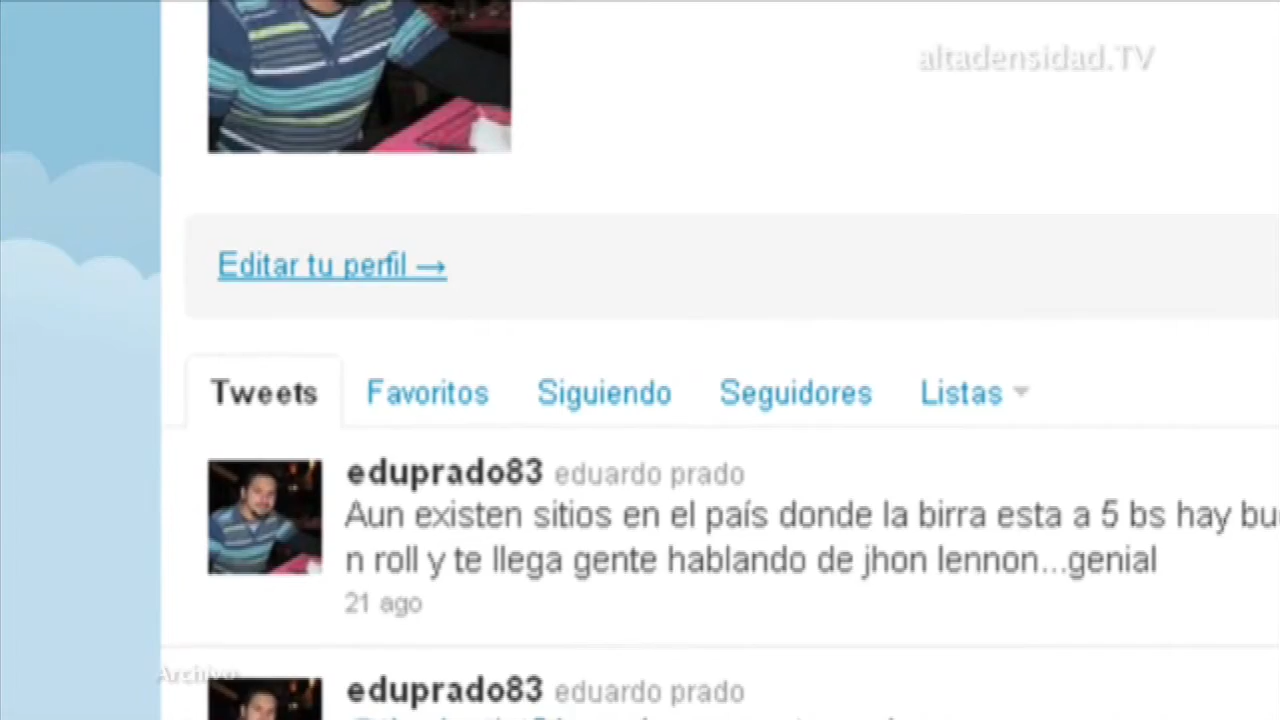 altadensidad.TV
Editar tu perfil →
Tweets Favoritos Siguiendo Seguidores Listas
eduprado83 eduardo prado
Aun existen sitios en el país donde la birra esta a 5 bs hay
n roll y te llega gente hablando de jhon lennon...genial
21 ago
Archivo
eduprado83 eduardo prado